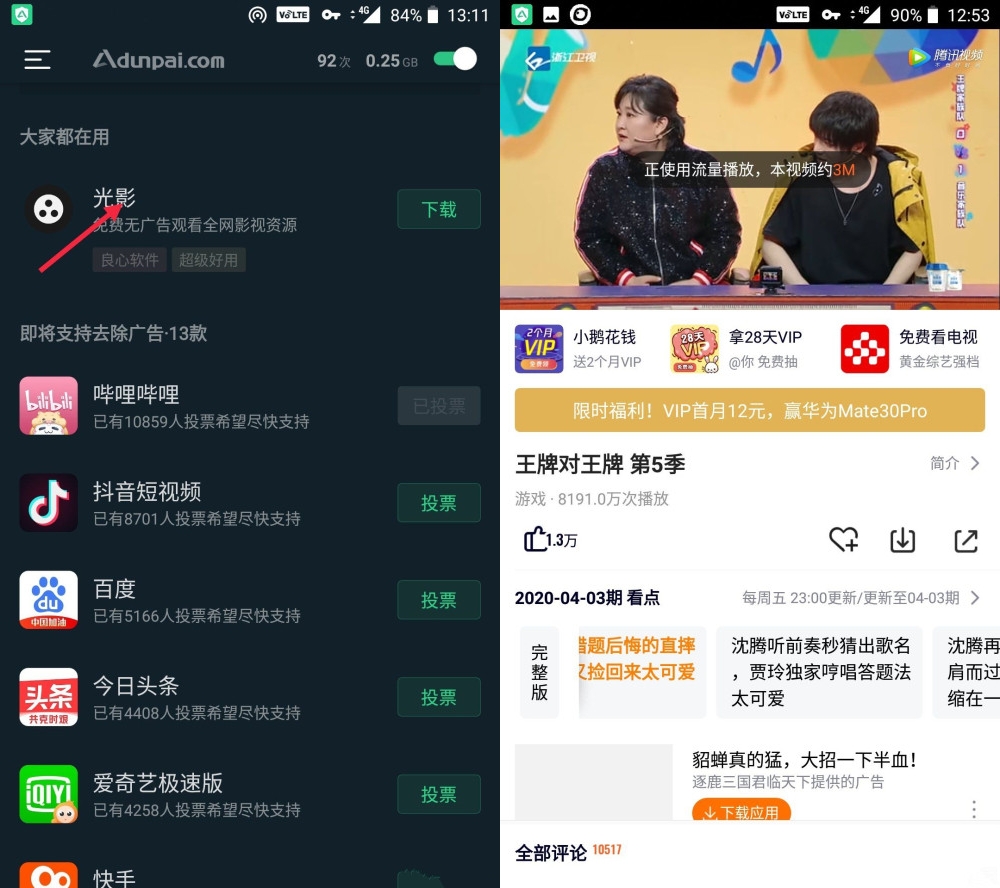 VoLTE 4G 84% 13:11
Adunpai.com 92次 0.25GB
大家都在用
光影
免费无广告观看全网影视资源
下载
良心软件 超级好用
即将支持去除广告·13款
bilibili
哔哩哔哩
已有10859人投票希望尽快支持
已投票
抖音短视频
已有8701人投票希望尽快支持
投票
du
中国加油
百度
已有5166人投票希望尽快支持
投票
头条
共克时艰
今日头条
已有4408人投票希望尽快支持
投票
iQIYI
爱奇艺极速版
已有4258人投票希望尽快支持
投票
快手
VoLTE 4G 90% 12:53
浙江卫视
腾讯视频
正使用流量播放，本视频约3M
2个月
VIP
小鹅花钱
送2个月VIP
28天
VIP
拿28天VIP
@你 免费抽
免费看电视
黄金综艺强档
限时福利！VIP首月12元，赢华为Mate30Pro
王牌对王牌 第5季
简介
游戏 · 8191.0万次播放
1.3万
2020-04-03期 看点
每周五 23:00更新/更新至04-03期
完整版
错题后悔的直摔
又捡回来太可爱
沈腾听前奏秒猜出歌名
，贾玲独家哼唱答题法
太可爱
沈腾再
肩而过
缩在一
貂蝉真的猛，大招一下半血！
逐鹿三国君临天下提供的广告
下载应用
全部评论 10517